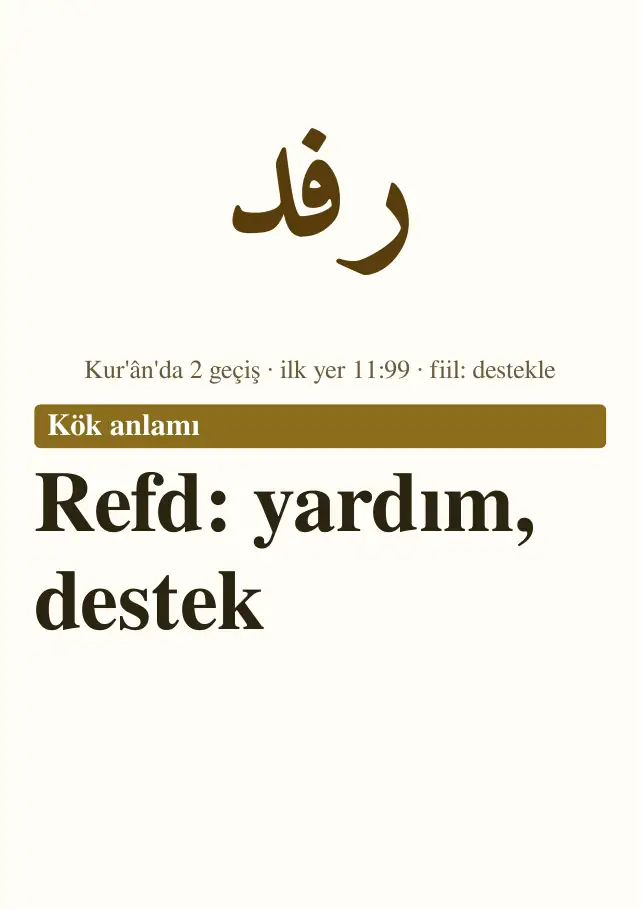 رفد
Kur'ân'da 2 geçiş · ilk yer 11:99 · fiil: destekle
Kök anlamı
Refd: yardım,
destek